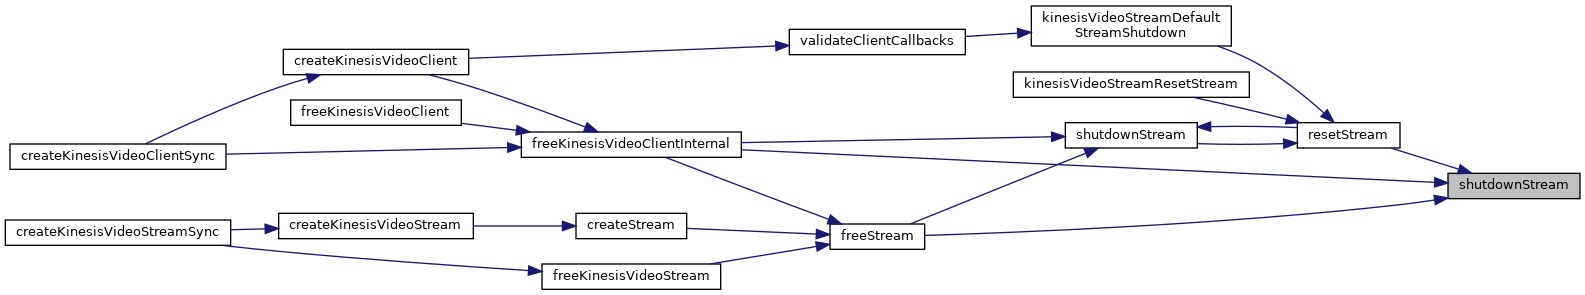 kinesisVideoStreamDefault
StreamShutdown
validateClientCallbacks
createKinesisVideoClient
kinesisVideoStreamResetStream
freeKinesisVideoClient
shutdownStream
resetStream
freeKinesisVideoClientInternal
createKinesisVideoClientSync
shutdownStream
createKinesisVideoStream
createStream
createKinesisVideoStreamSync
freeStream
freeKinesisVideoStream